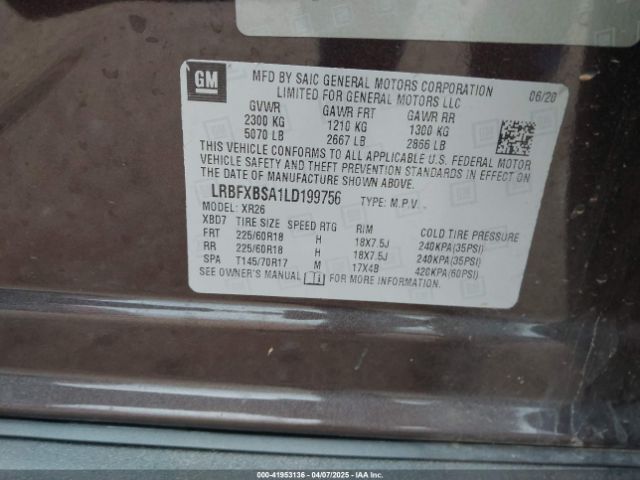 GM
MFD BY SAIC GENERAL MOTORS CORPORATION
LIMITED FOR GENERAL MOTORS LLC
06/20
GVWR GAWR FRT GAWR RR
2300 KG 1210 KG 1300 KG
5070 LB 2667 LB 2866 LB
THIS VEHICLE CONFORMS TO ALL APPLICABLE U.S. FEDERAL MOTOR
VEHICLE SAFETY AND THEFT PREVENTION STANDARDS IN EFFECT ON
THE DATE OF MANUFACTURE SHOWN ABOVE.
LRBFXBSA1LD199756 TYPE: M.P.V.
MODEL: XR26
XBD7 TIRE SIZE SPEED RTG RIM COLD TIRE PRESSURE
FRT 225/60R18 H 18X7.5J 240KPA(35PSI)
RR 225/60R18 H 18X7.5J 240KPA(35PSI)
SPA T145/70R17 M 17X4B 420KPA(60PSI)
SEE OWNER'S MANUAL FOR MORE INFORMATION.
000-41953136 - 04/07/2025 - IAAI.COM